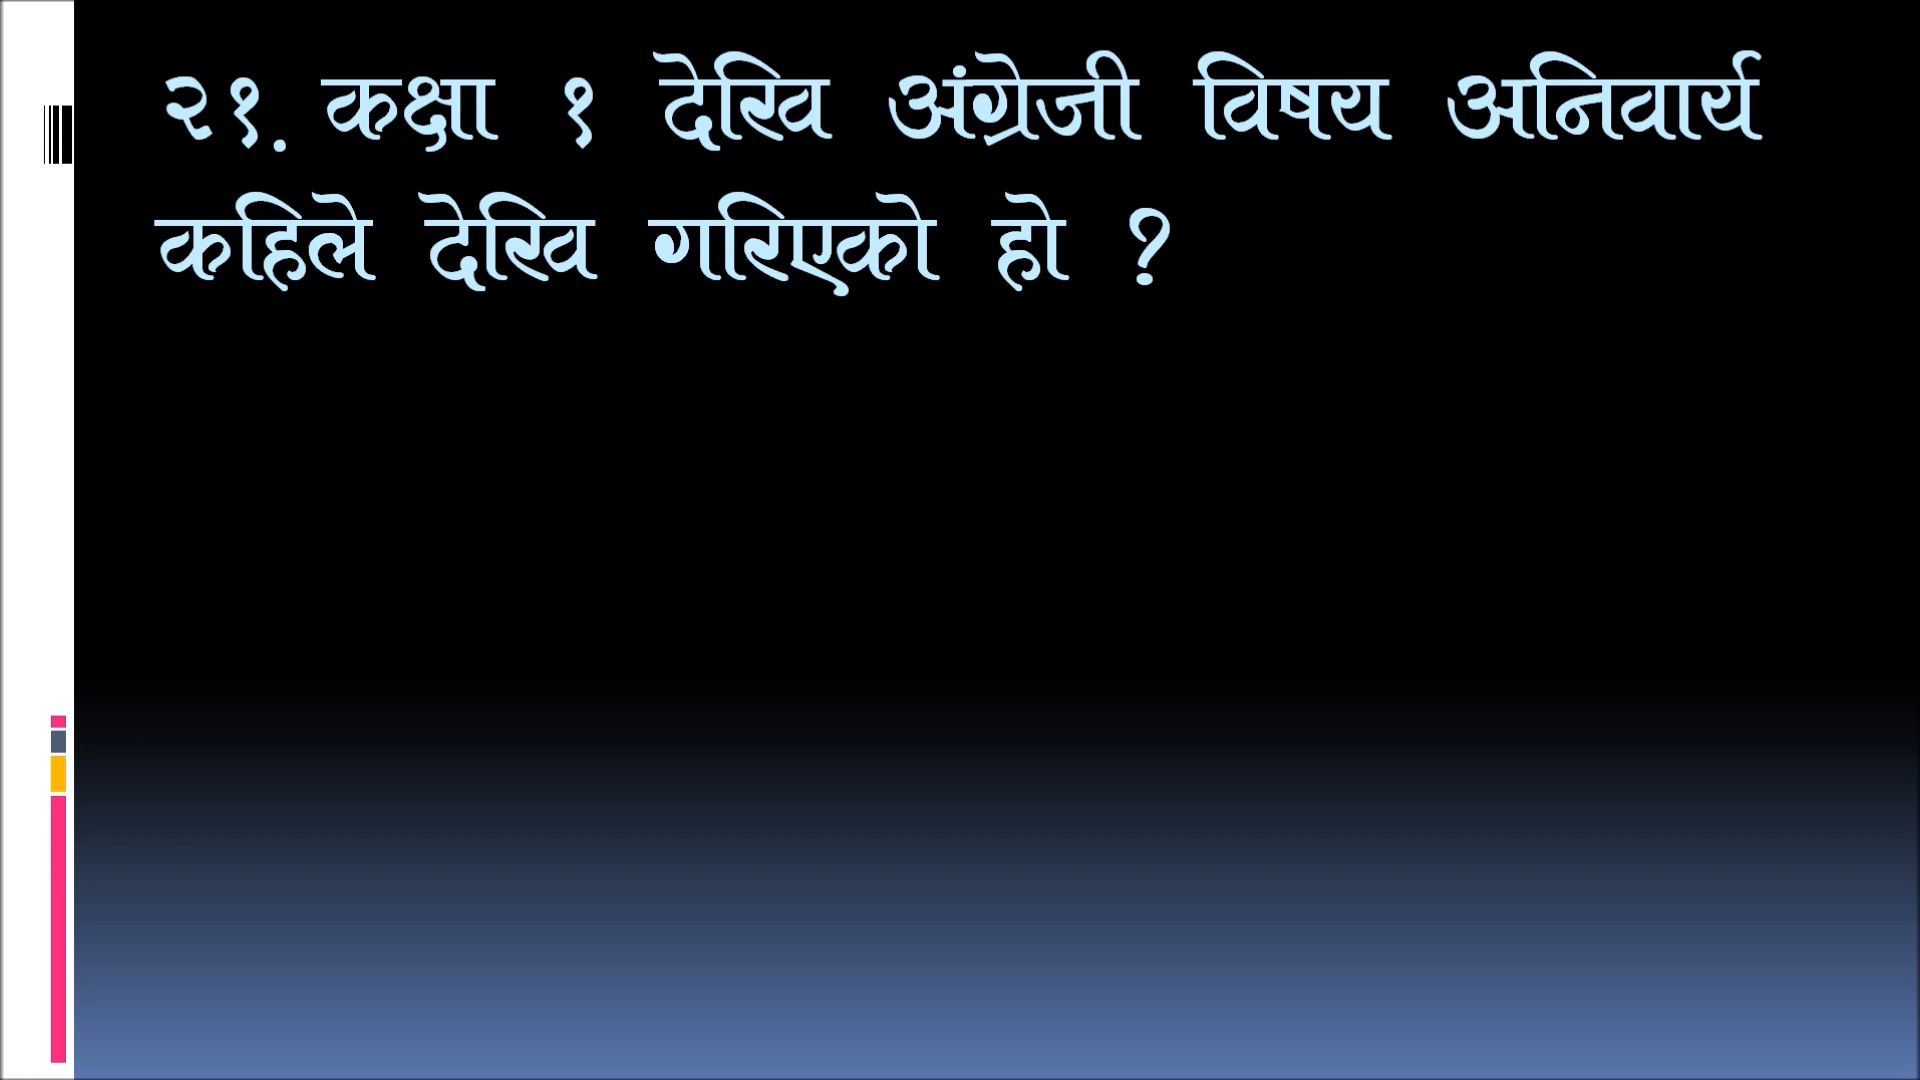 २१. कक्षा १ देखि अंग्रेजी विषय अनिवार्य
कहिले देखि गरिएको हो ?